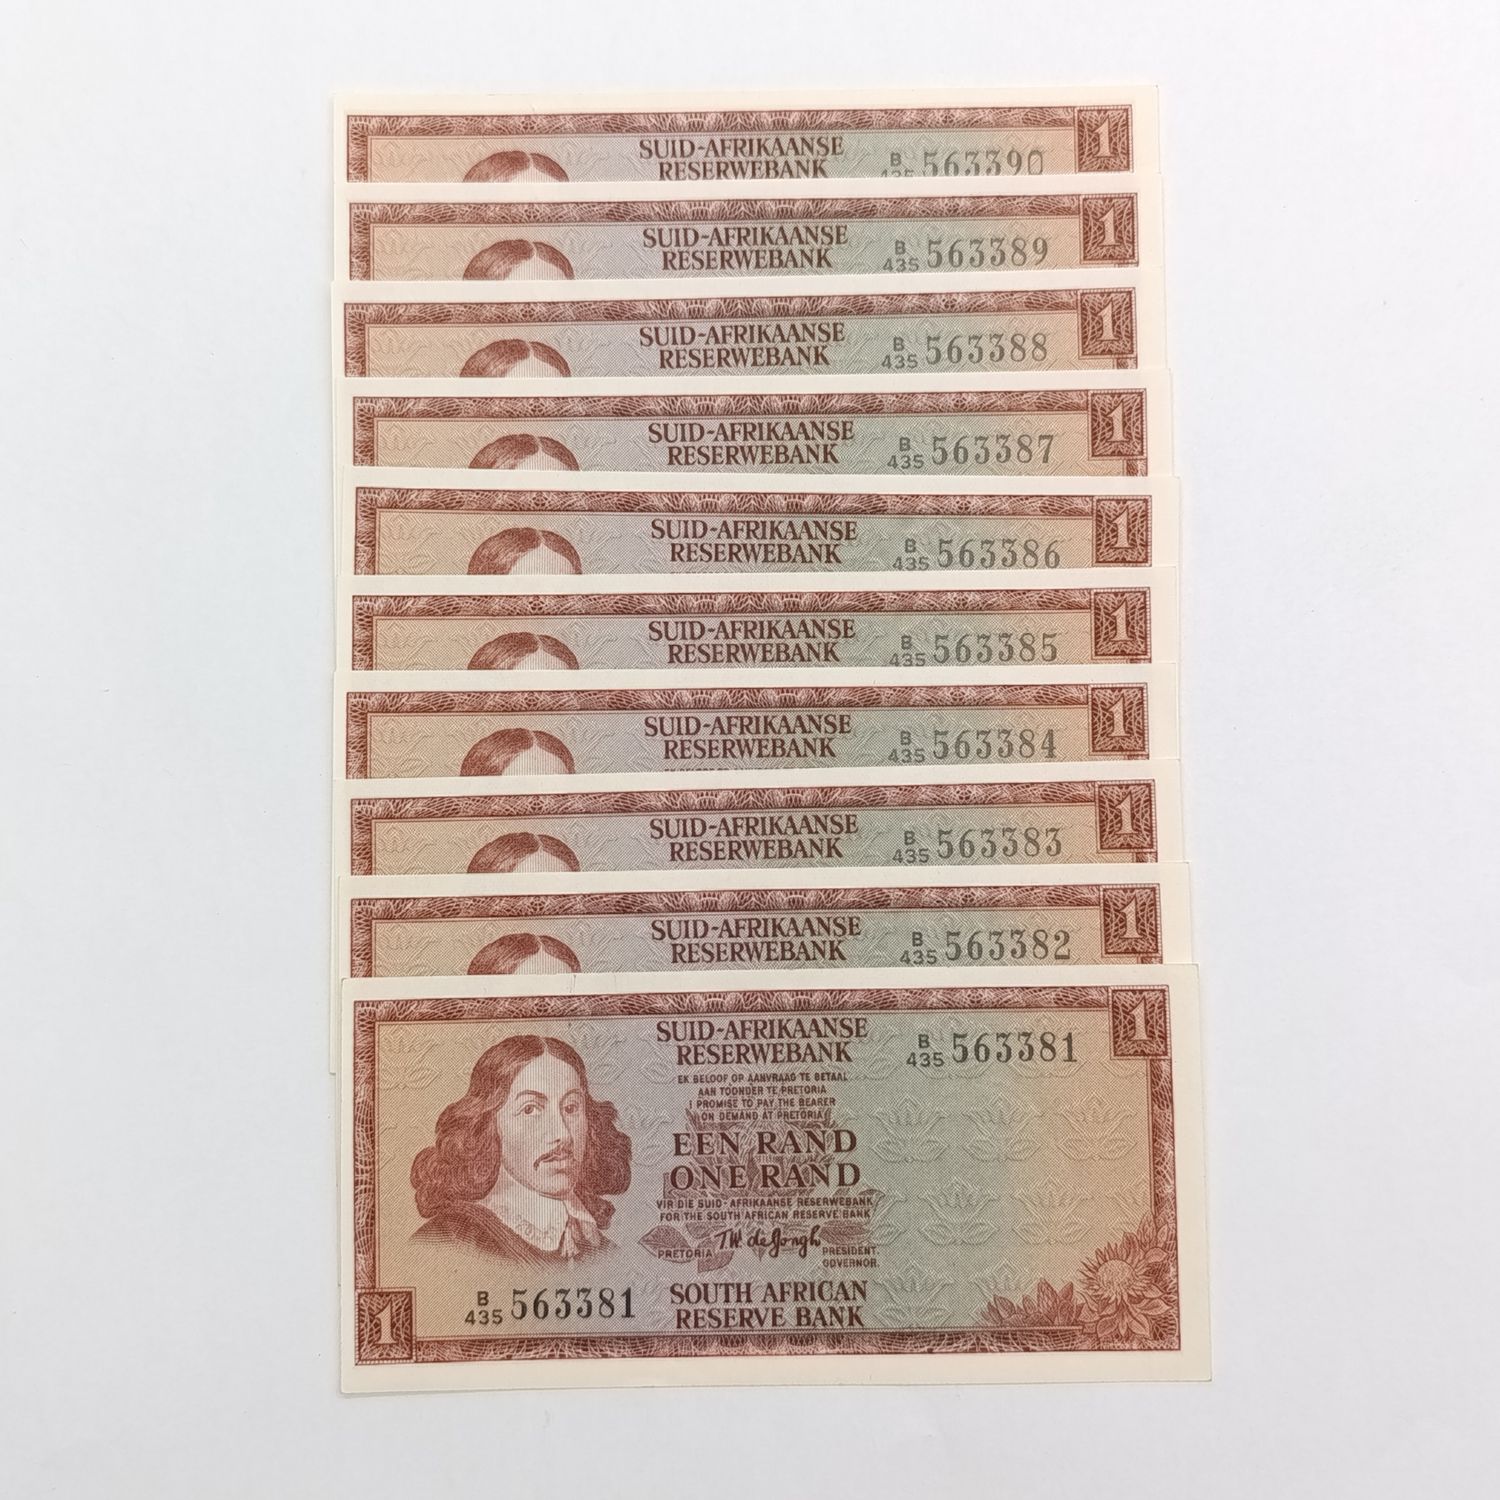 SUID-AFRIKAANSE
RESERWEBANK
B
435 563390
1
SUID-AFRIKAANSE
RESERWEBANK
B
435 563389
1
SUID-AFRIKAANSE
RESERWEBANK
B
435 563388
1
SUID-AFRIKAANSE
RESERWEBANK
B
435 563387
1
SUID-AFRIKAANSE
RESERWEBANK
B
435 563386
1
SUID-AFRIKAANSE
RESERWEBANK
B
435 563385
1
SUID-AFRIKAANSE
RESERWEBANK
B
435 563384
1
SUID-AFRIKAANSE
RESERWEBANK
B
435 563383
1
SUID-AFRIKAANSE
RESERWEBANK
B
435 563382
1
SUID-AFRIKAANSE
RESERWEBANK
B
435 563381
1
EK BELOOF OP AANVRAAG TE BETAAL
AAN TOONDER TE PRETORIA
I PROMISE TO PAY THE BEARER
ON DEMAND AT PRETORIA
EEN RAND
ONE RAND
VIR DIE SUID-AFRIKAANSE RESERWEBANK
FOR THE SOUTH AFRICAN RESERVE BANK
T.W. de Jongh
PRETORIA PRESIDENT.
GOVERNOR.
1
B
435 563381
SOUTH AFRICAN
RESERVE BANK